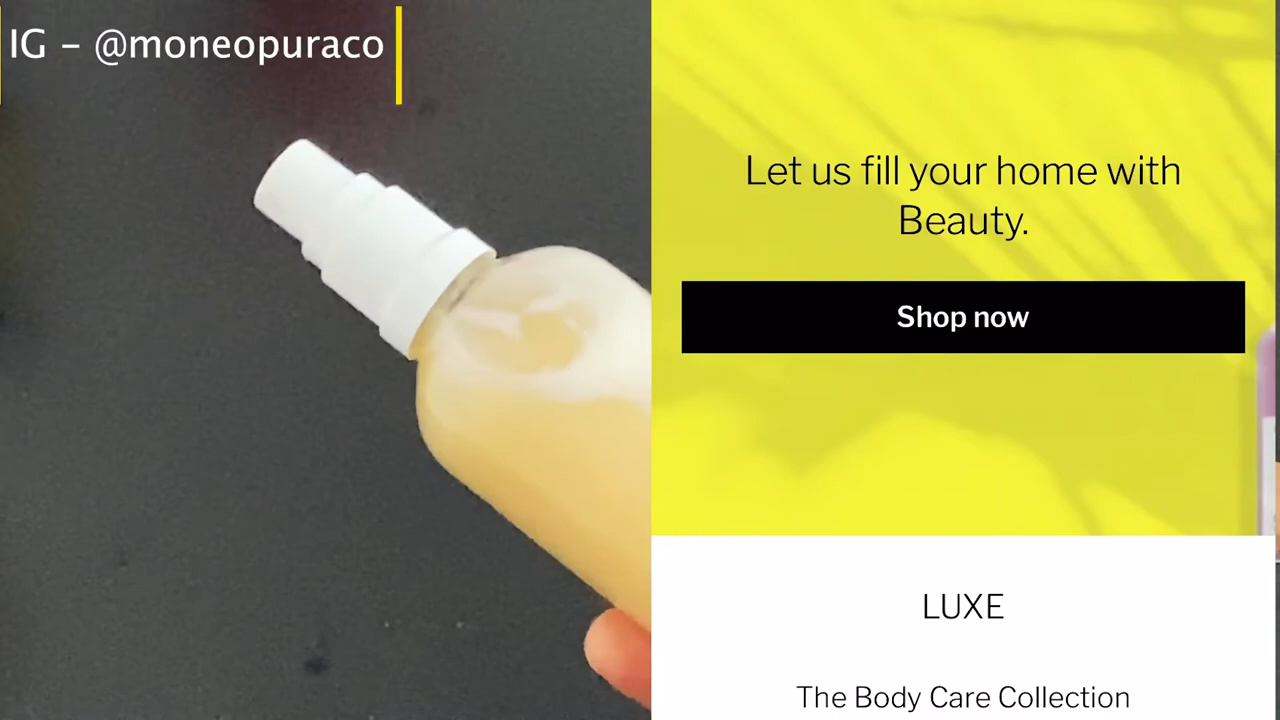 IG – @moneopuraco
Let us fill your home with
Beauty.
Shop now
LUXE
The Body Care Collection